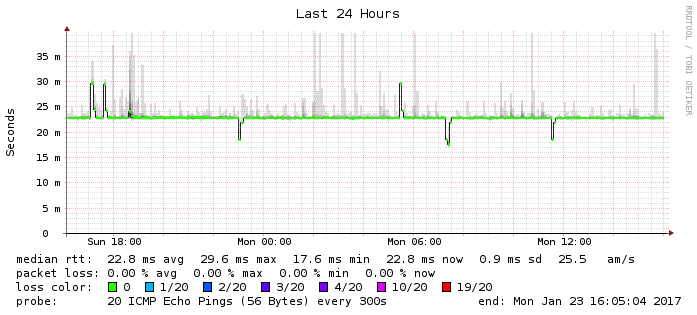 Last 24 Hours
RRDTOOL / TOBI OETIKER
Seconds
35 m
30 m
25 m
20 m
15 m
10 m
5 m
0
Sun 18:00 Mon 00:00 Mon 06:00 Mon 12:00
median rtt: 22.8 ms avg 29.6 ms max 17.6 ms min 22.8 ms now 0.9 ms sd 25.5 am/s
packet loss: 0.00 % avg 0.00 % max 0.00 % min 0.00 % now
loss color: 0 1/20 2/20 3/20 4/20 10/20 19/20
probe: 20 ICMP Echo Pings (56 Bytes) every 300s end: Mon Jan 23 16:05:04 2017